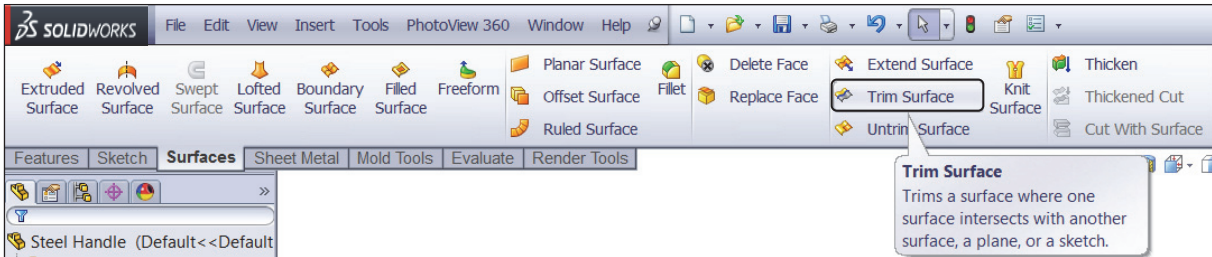 SOLIDWORKS File Edit View Insert Tools PhotoView 360 Window Help
Extruded Surface
Revolved Surface
Swept Surface
Lofted Surface
Boundary Surface
Filled Surface
Freeform
Planar Surface
Offset Surface
Ruled Surface
Fillet
Delete Face
Replace Face
Extend Surface
Trim Surface
Untrim Surface
Knit Surface
Thicken
Thickened Cut
Cut With Surface
Features Sketch Surfaces Sheet Metal Mold Tools Evaluate Render Tools
Trim Surface
Trims a surface where one
surface intersects with another
surface, a plane, or a sketch.
Steel Handle (Default<<Default